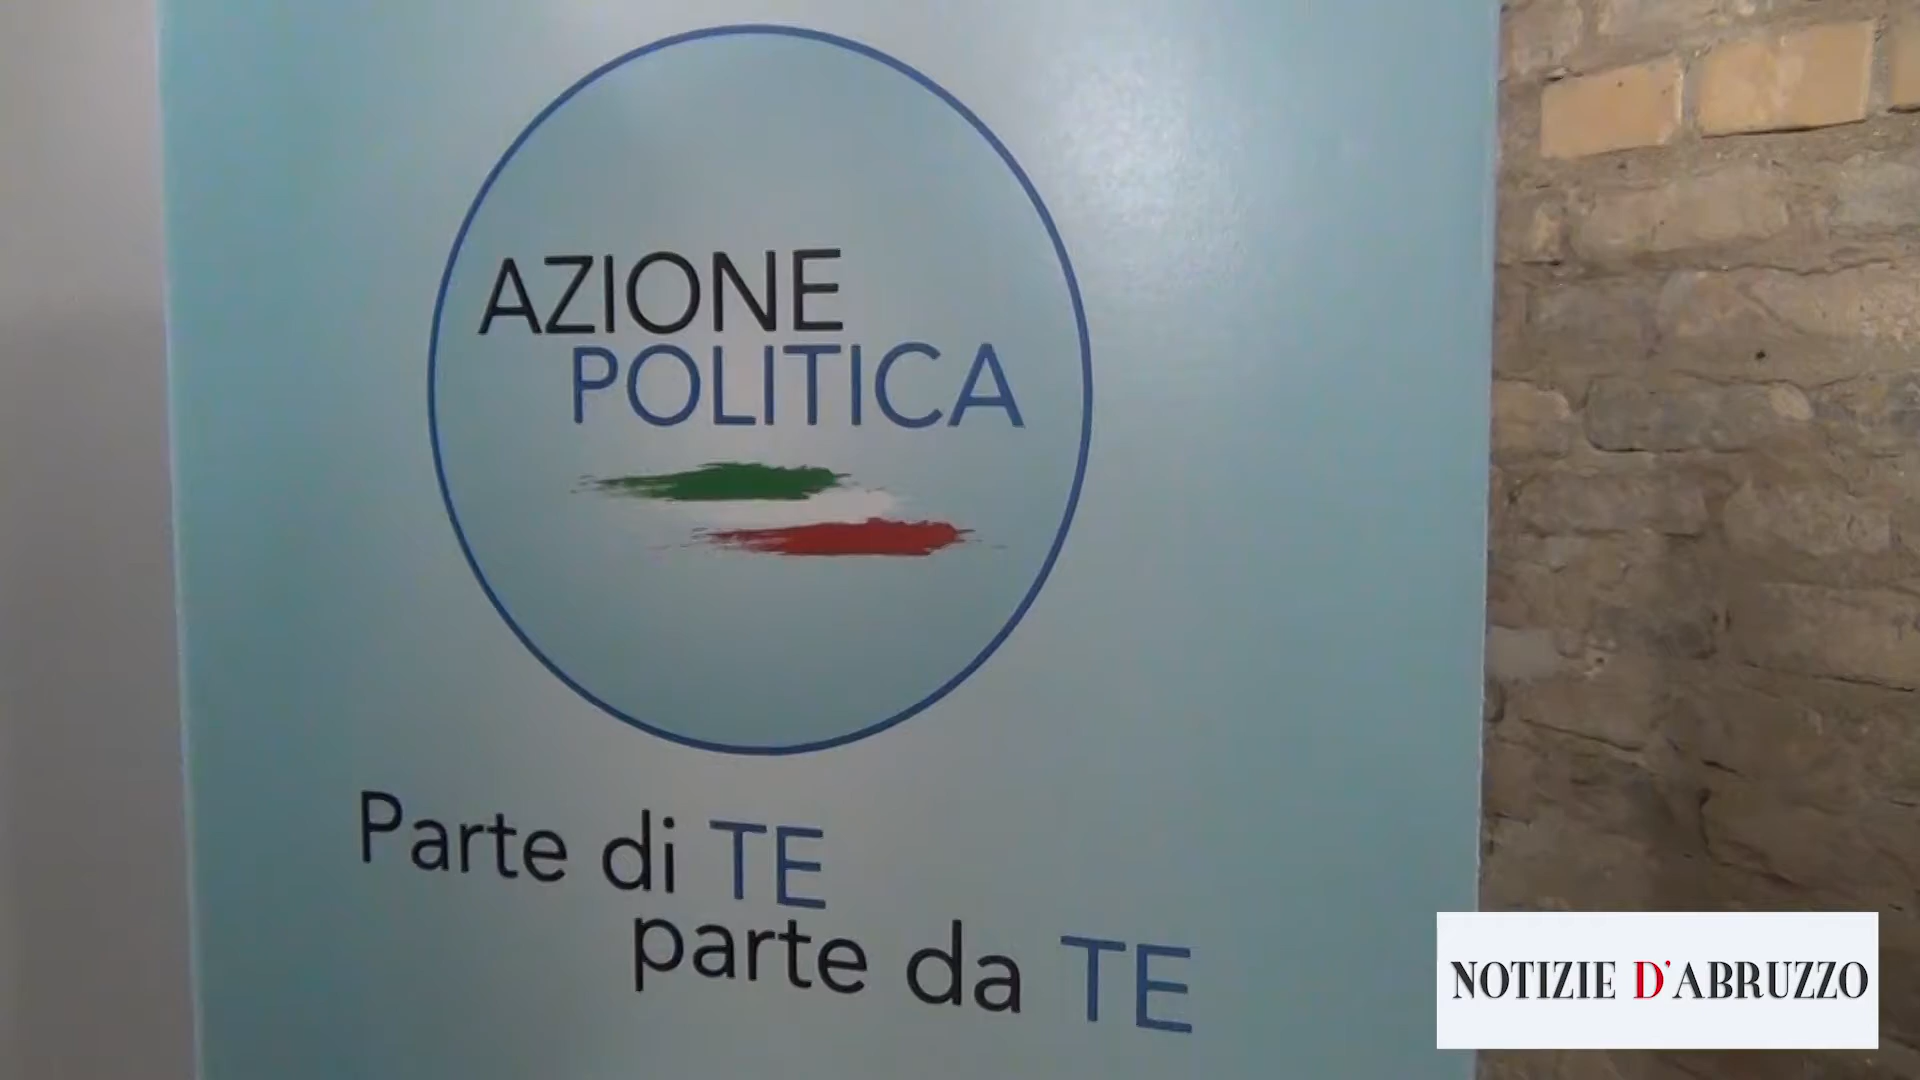 AZIONE
POLITICA
Parte di TE
parte da TE
NOTIZIE D'ABRUZZO